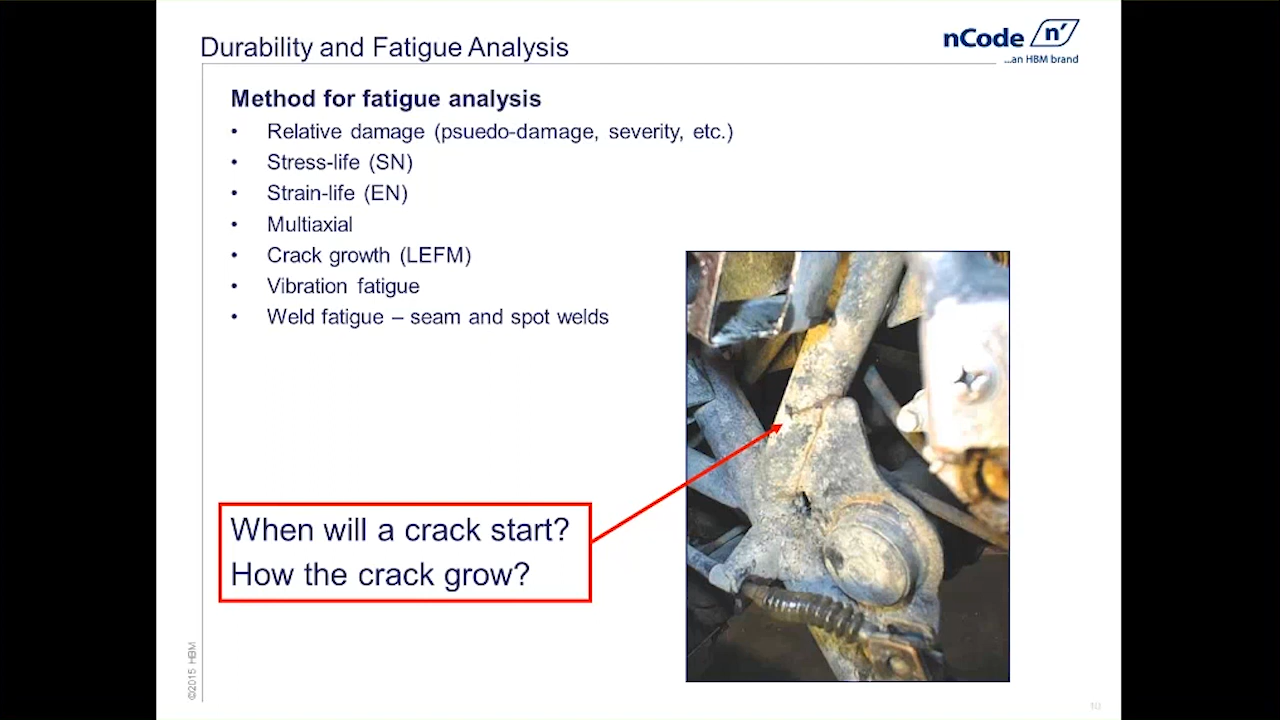 Durability and Fatigue Analysis
nCode n'
...an HBM brand
Method for fatigue analysis
• Relative damage (psuedo-damage, severity, etc.)
• Stress-life (SN)
• Strain-life (EN)
• Multiaxial
• Crack growth (LEFM)
• Vibration fatigue
• Weld fatigue – seam and spot welds
When will a crack start?
How the crack grow?
©2015 HBM
10